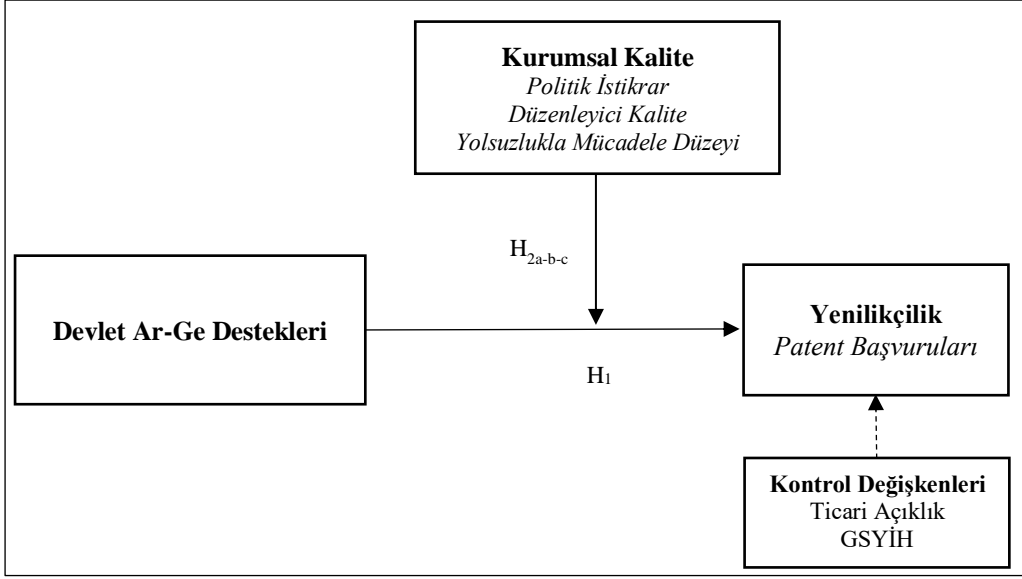 Kurumsal Kalite
Politik İstikrar
Düzenleyici Kalite
Yolsuzlukla Mücadele Düzeyi
H2a-b-c
Devlet Ar-Ge Destekleri
Yenilikçilik
Patent Başvuruları
H1
Kontrol Değişkenleri
Ticari Açıklık
GSYİH